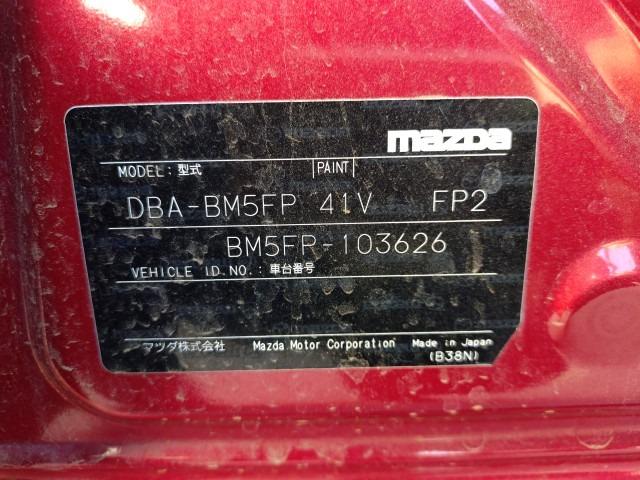 mazda
MODEL: 型式 PAINT
DBA-BM5FP 41V FP2
BM5FP-103626
VEHICLE ID.NO.: 車台番号
マツダ株式会社 Mazda Motor Corporation Made in Japan
(B38N)